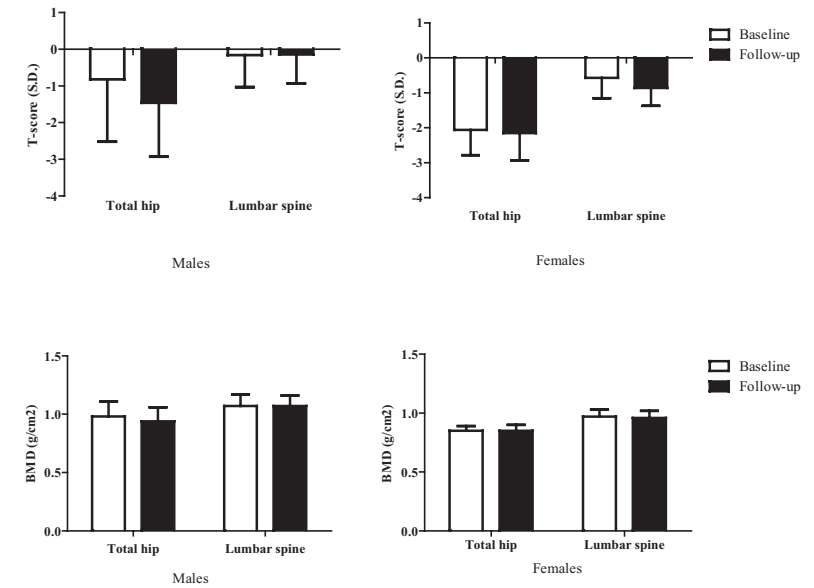 T-score (S.D.)
1
0
-1
-2
-3
-4
Total hip
Lumbar spine
Males
T-score (S.D.)
1
0
-1
-2
-3
-4
Total hip
Lumbar spine
Females
Baseline
Follow-up
BMD (g/cm2)
1.5
1.0
0.5
0.0
Total hip
Lumbar spine
Males
BMD (g/cm2)
1.5
1.0
0.5
0.0
Total hip
Lumbar spine
Females
Baseline
Follow-up